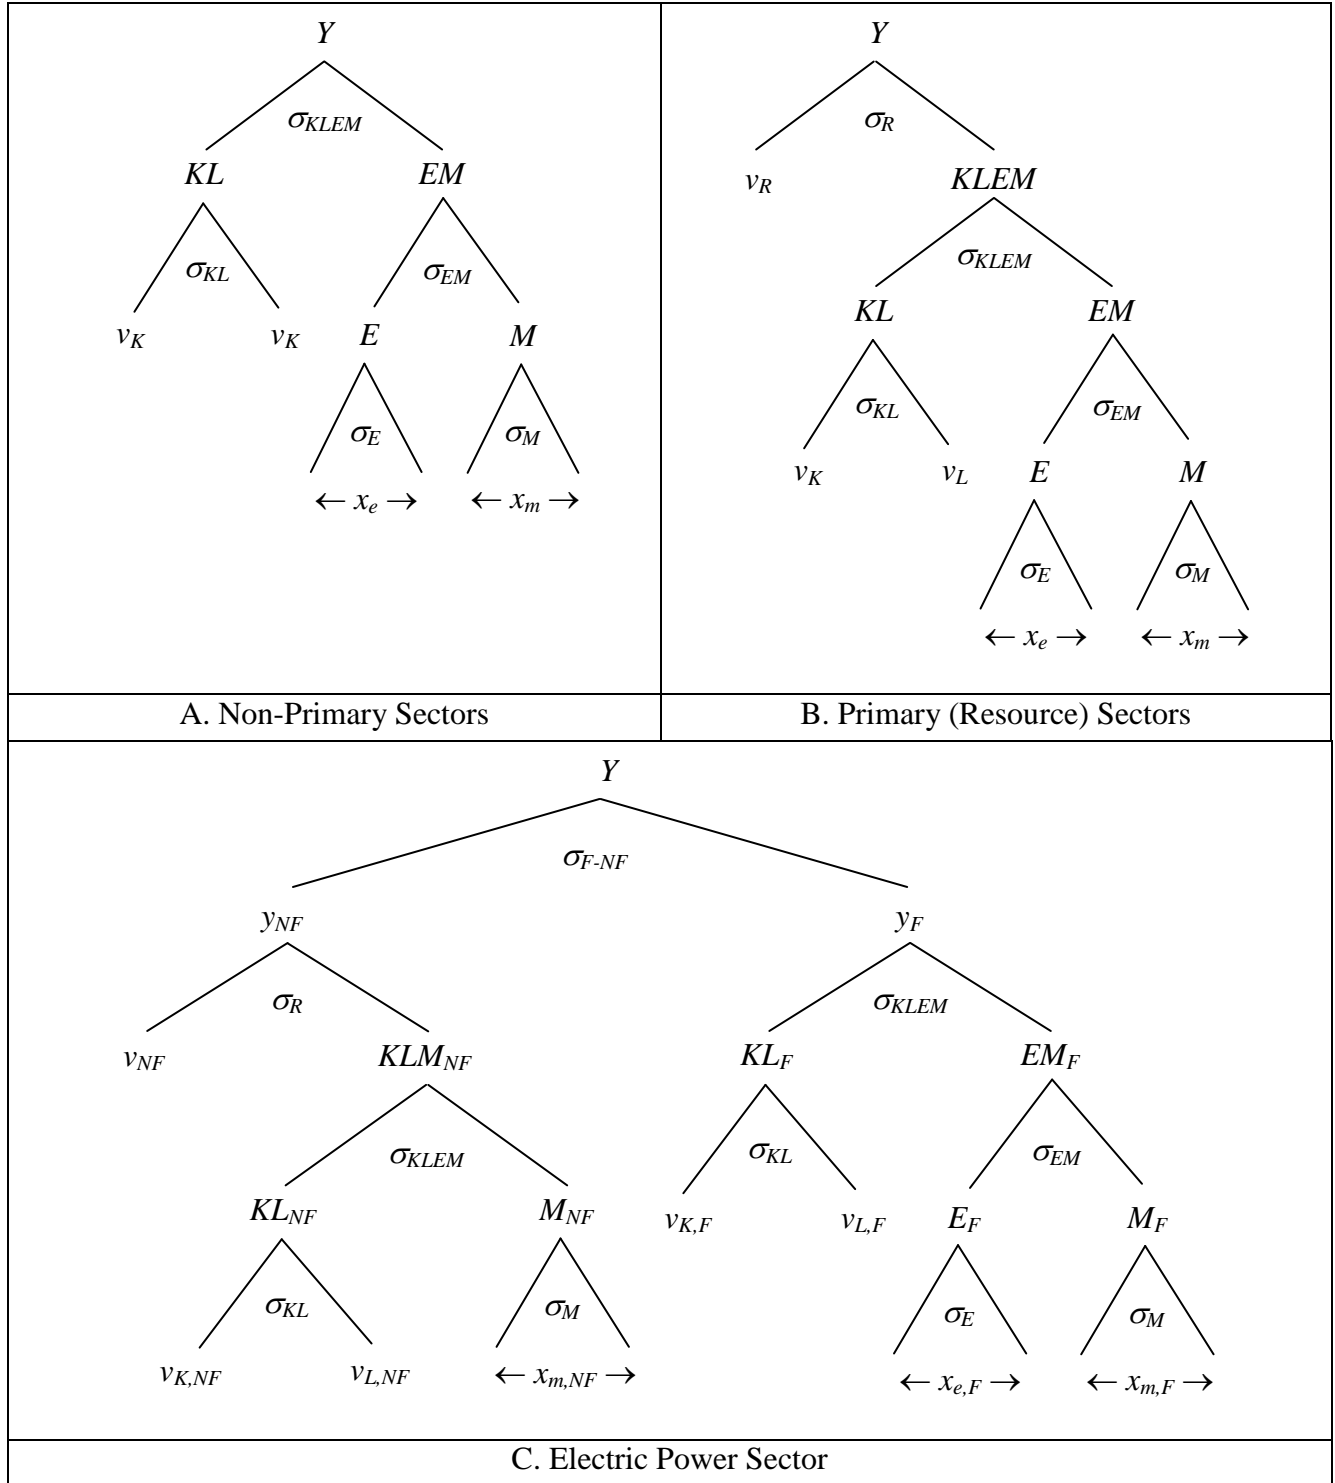 Y
σKLEM
KL EM
σKL σEM
vK vK E M
σE σM
← xe → ← xm →
A. Non-Primary Sectors
Y
σR
vR KLEM
σKLEM
KL EM
σKL σEM
vK vL E M
σE σM
← xe → ← xm →
B. Primary (Resource) Sectors
Y
σF-NF
yNF yF
σR σKLEM
vNF KLMNF KLF EMF
σKLEM σKL σEM
KLNF MNF vK,F vL,F EF MF
σKL σM σE σM
vK,NF vL,NF ← xm,NF → ← xe,F → ← xm,F →
C. Electric Power Sector